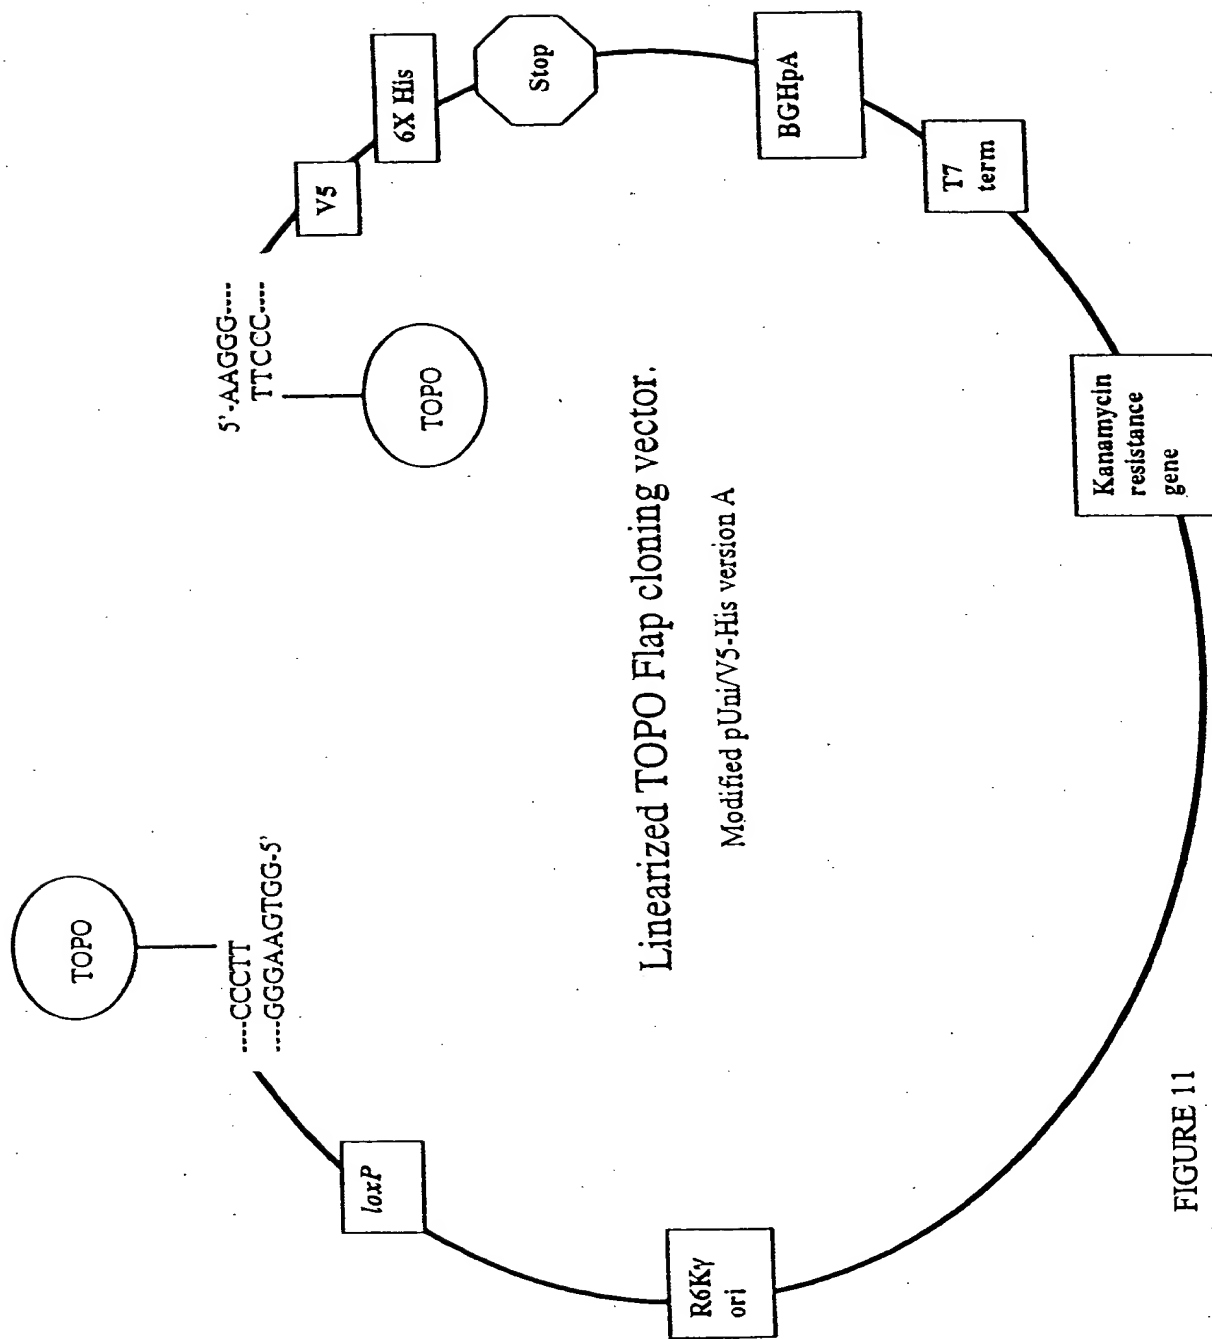 TOPO
----CCCTT
----GGGAAGTGG-5'
5'-AAGGG----
TTCCC----
TOPO
V5
6X His
Stop
BGHpA
T7
term
Kanamycin
resistance
gene
R6Kγ
ori
loxP
Linearized TOPO Flap cloning vector.
Modified pUni/V5-His version A
FIGURE 11